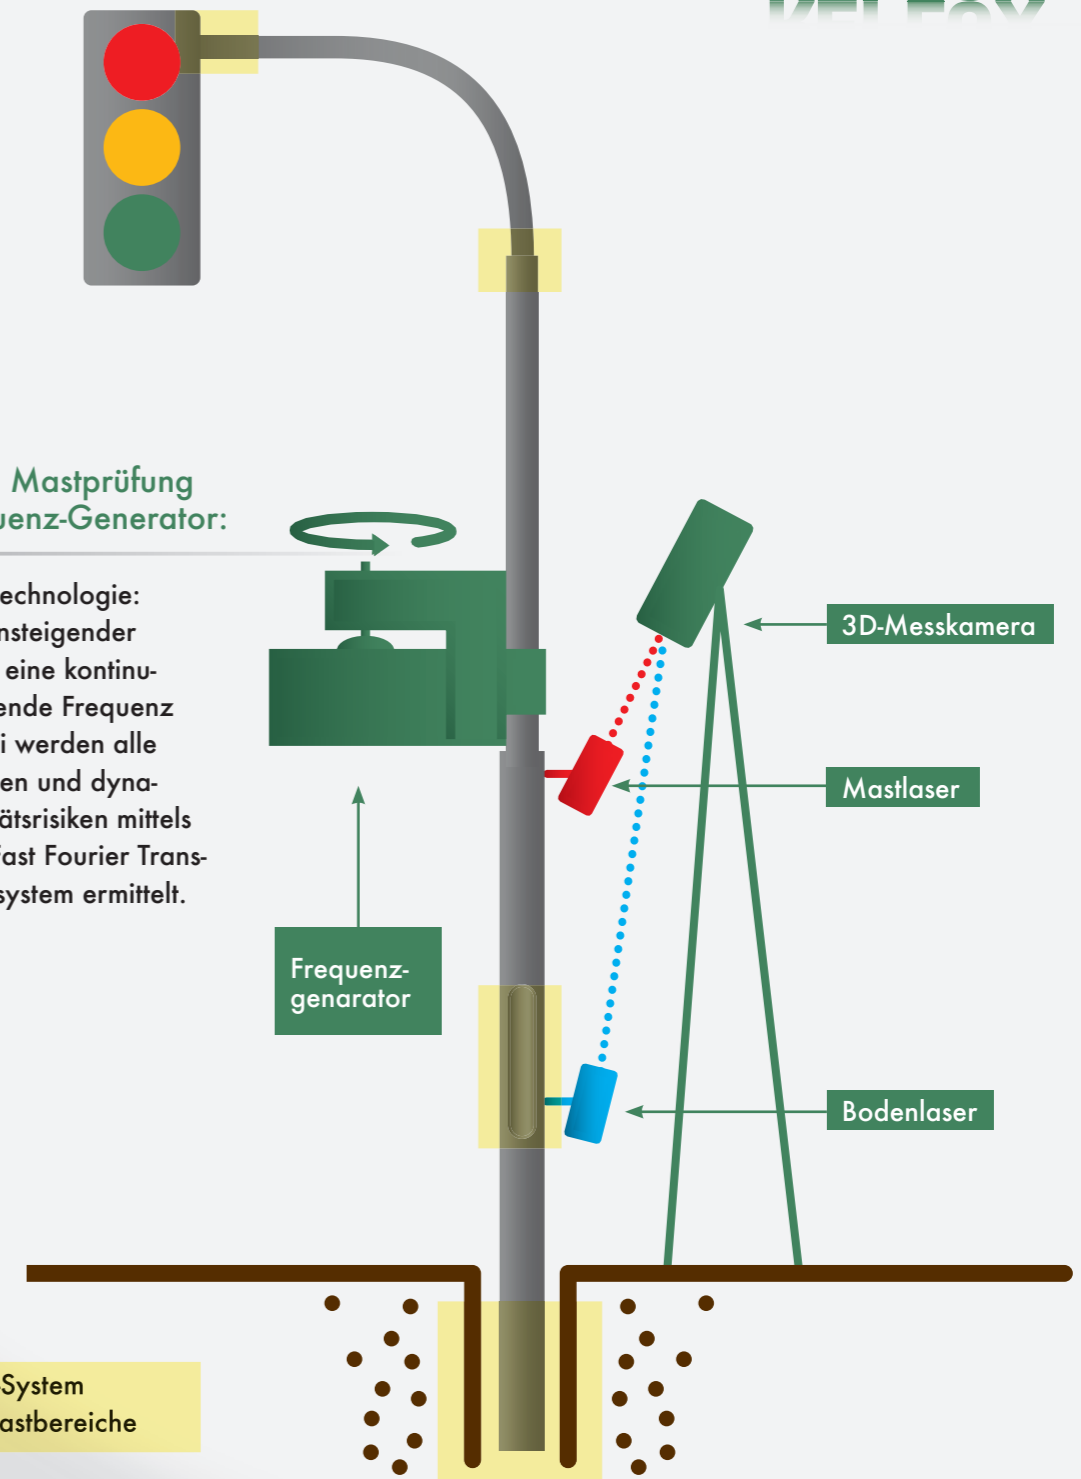 Mastprüfung
uenz-Generator:
echnologie:
nsteigender
eine kontinu-
ende Frequenz
i werden alle
en und dyna-
ätsrisiken mittels
Fast Fourier Trans-
system ermittelt.
3D-Messkamera
Mastlaser
Frequenz-
genarator
Bodenlaser
-System
astbereiche